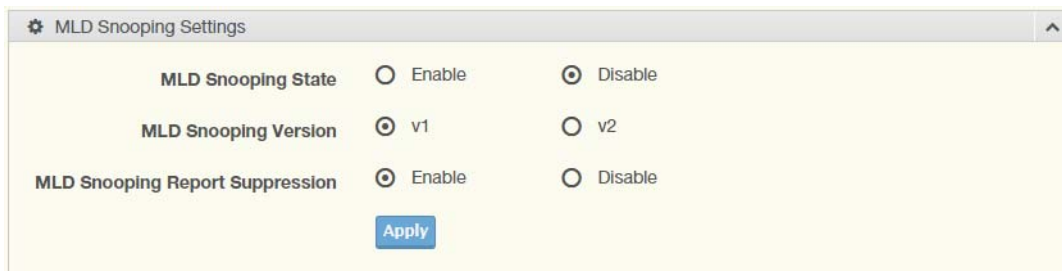 MLD Snooping Settings
MLD Snooping State Enable Disable
MLD Snooping Version v1 v2
MLD Snooping Report Suppression Enable Disable
Apply